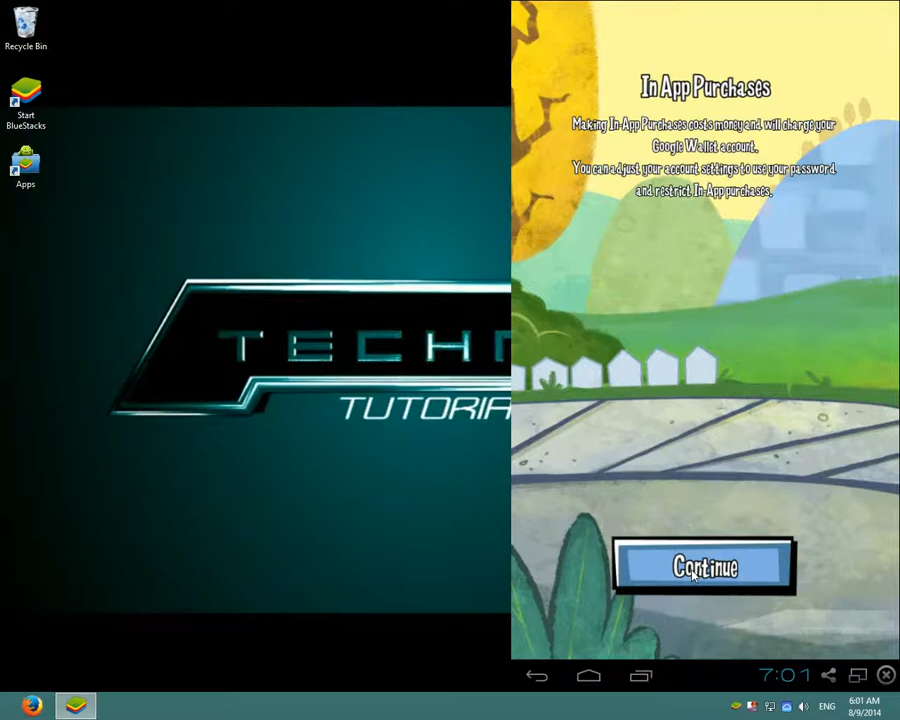 Recycle Bin
Start
BlueStacks
Apps
TECH
TUTORIA
In App Purchases
Making In-App Purchases costs money and will charge your
Google Wallet account.
You can adjust your account settings to use your password
and restrict In-App purchases.
Continue
7:01
ENG
6:01 AM
8/9/2014